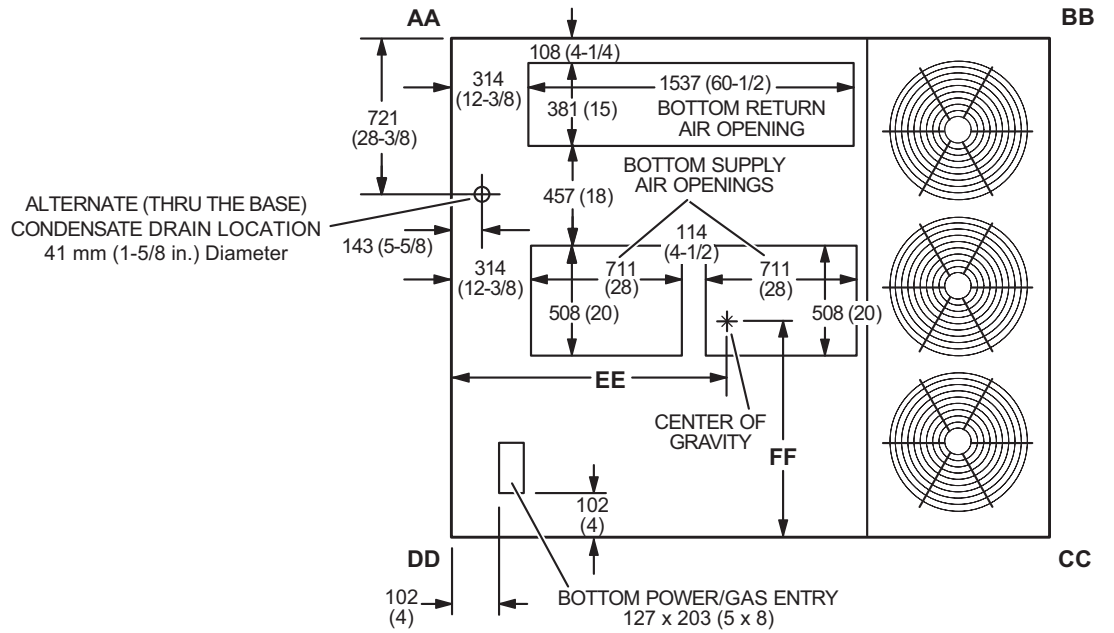 AA
BB
108 (4-1/4)
314
(12-3/8)
1537 (60-1/2)
381 (15)
BOTTOM RETURN
AIR OPENING
721
(28-3/8)
BOTTOM SUPPLY
AIR OPENINGS
457 (18)
ALTERNATE (THRU THE BASE)
CONDENSATE DRAIN LOCATION
41 mm (1-5/8 in.) Diameter
143 (5-5/8)
114
(4-1/2)
314
(12-3/8)
711
(28)
711
(28)
508 (20)
508 (20)
EE
CENTER OF
GRAVITY
FF
102
(4)
DD
CC
102
(4)
BOTTOM POWER/GAS ENTRY
127 x 203 (5 x 8)